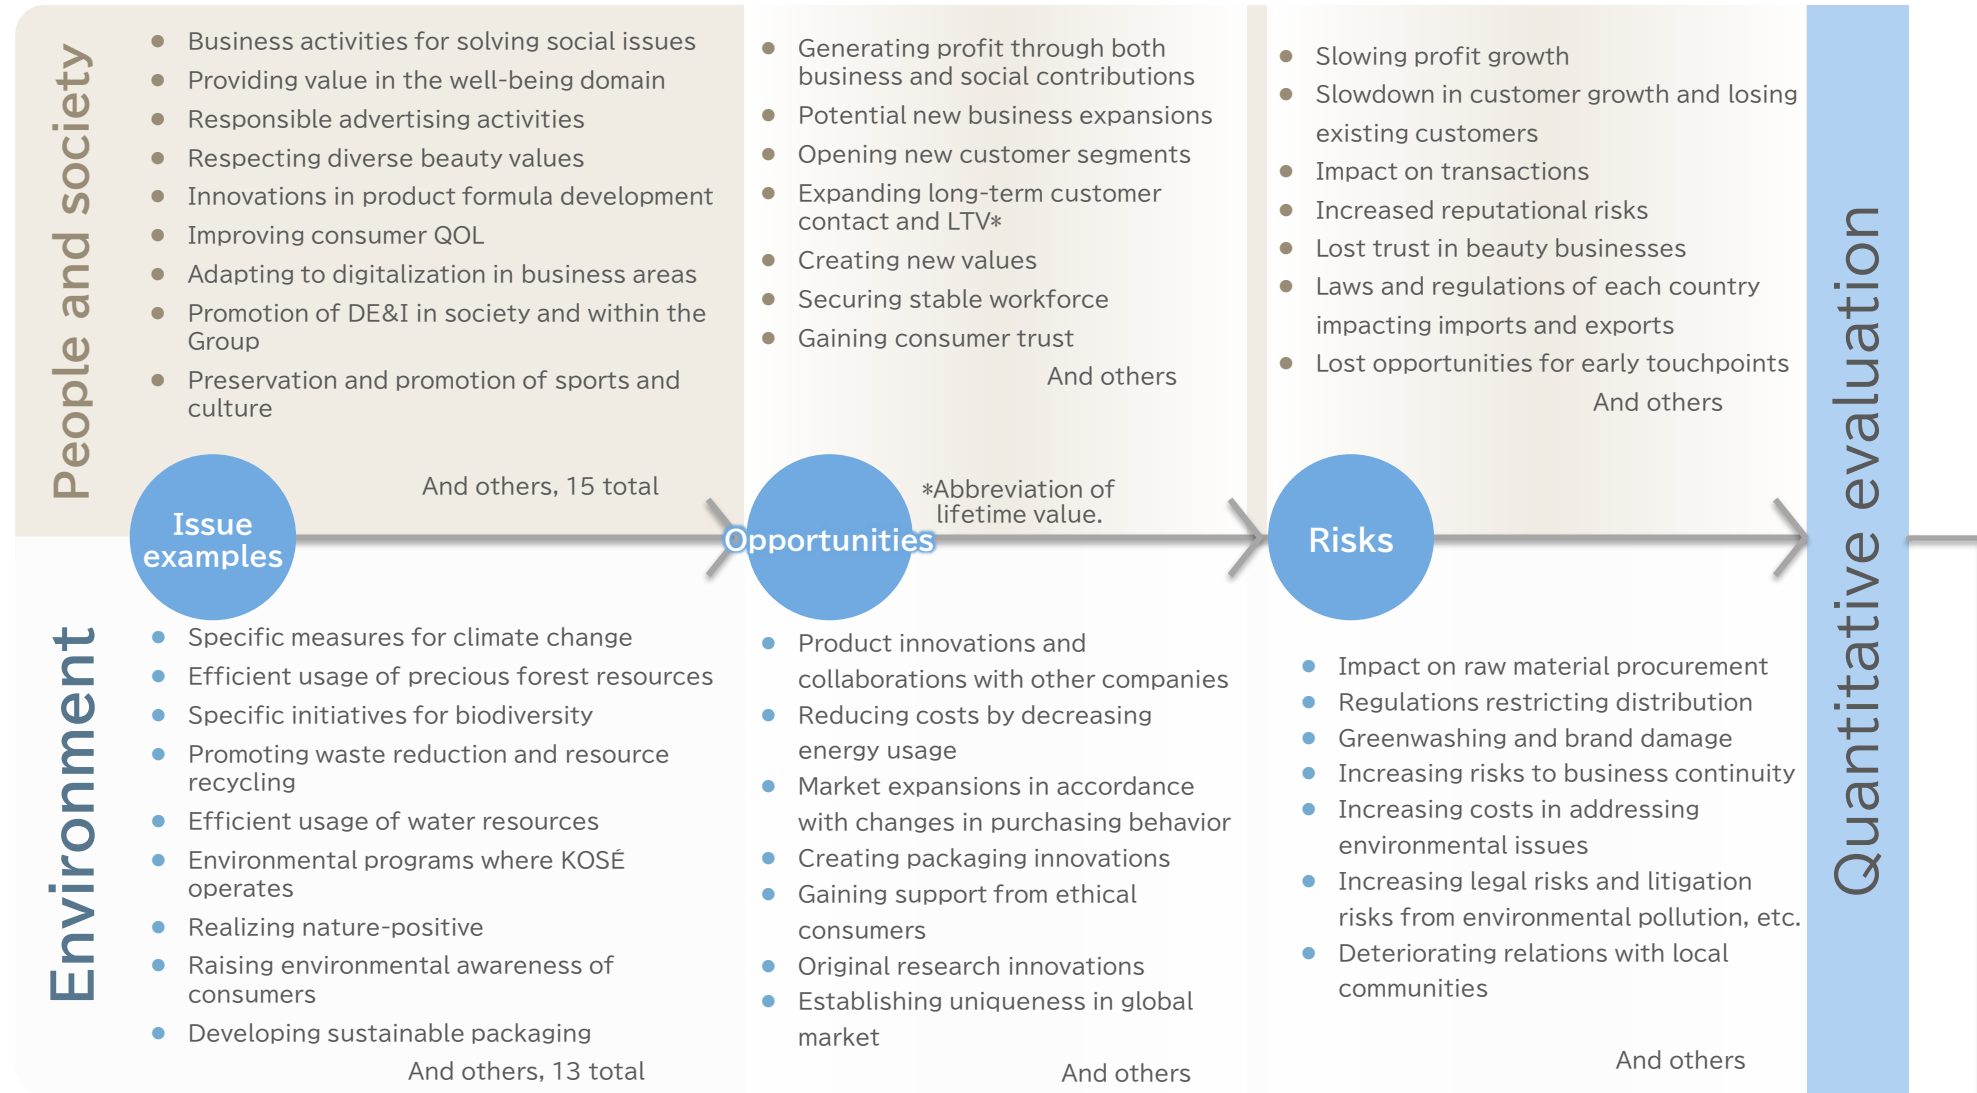 People and society
● Business activities for solving social issues
● Providing value in the well-being domain
● Responsible advertising activities
● Respecting diverse beauty values
● Innovations in product formula development
● Improving consumer QOL
● Adapting to digitalization in business areas
● Promotion of DE&I in society and within the
Group
● Preservation and promotion of sports and
culture
And others, 15 total
● Generating profit through both
business and social contributions
● Potential new business expansions
● Opening new customer segments
● Expanding long-term customer
contact and LTV*
● Creating new values
● Securing stable workforce
● Gaining consumer trust
And others
*Abbreviation of
lifetime value.
● Slowing profit growth
● Slowdown in customer growth and losing
existing customers
● Impact on transactions
● Increased reputational risks
● Lost trust in beauty businesses
● Laws and regulations of each country
impacting imports and exports
● Lost opportunities for early touchpoints
And others
Issue
examples
Opportunities
Risks
Environment
● Specific measures for climate change
● Efficient usage of precious forest resources
● Specific initiatives for biodiversity
● Promoting waste reduction and resource
recycling
● Efficient usage of water resources
● Environmental programs where KOSÉ
operates
● Realizing nature-positive
● Raising environmental awareness of
consumers
● Developing sustainable packaging
And others, 13 total
● Product innovations and
collaborations with other companies
● Reducing costs by decreasing
energy usage
● Market expansions in accordance
with changes in purchasing behavior
● Creating packaging innovations
● Gaining support from ethical
consumers
● Original research innovations
● Establishing uniqueness in global
market
And others
● Impact on raw material procurement
● Regulations restricting distribution
● Greenwashing and brand damage
● Increasing risks to business continuity
● Increasing costs in addressing
environmental issues
● Increasing legal risks and litigation
risks from environmental pollution, etc.
● Deteriorating relations with local
communities
And others
Quantitative evaluation